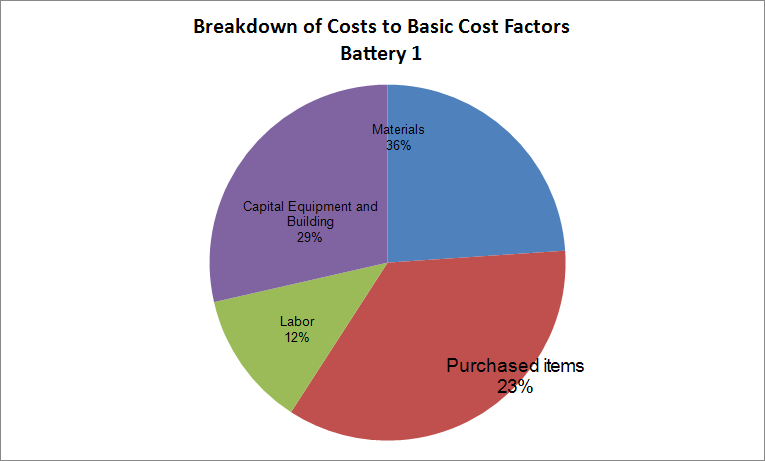 Breakdown of Costs to Basic Cost Factors
Battery 1
Materials
36%
Capital Equipment and
Building
29%
Labor
12%
Purchased items
23%